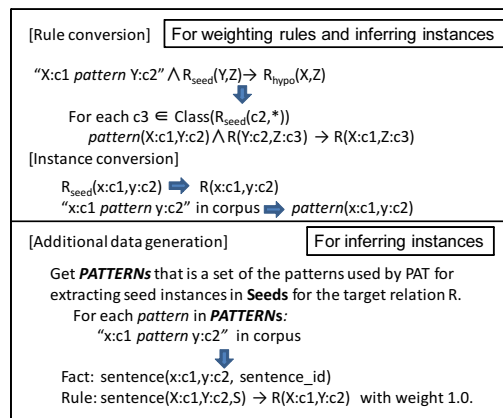 [Rule conversion] For weighting rules and inferring instances
“X:c1 pattern Y:c2” ∧ Rseed(Y,Z)→ Rhypo(X,Z)
For each c3 ∈ Class(Rseed(c2,*))
pattern(X:c1,Y:c2) ∧ R(Y:c2,Z:c3) → R(X:c1,Z:c3)
[Instance conversion]
Rseed(x:c1,y:c2) ⇒ R(x:c1,y:c2)
“x:c1 pattern y:c2” in corpus ⇒ pattern(x:c1,y:c2)
[Additional data generation] For inferring instances
Get PATTERNs that is a set of the patterns used by PAT for
extracting seed instances in Seeds for the target relation R.
For each pattern in PATTERNs:
“x:c1 pattern y:c2” in corpus
Fact: sentence(x:c1,y:c2, sentence_id)
Rule: sentence(X:c1,Y:c2,S) → R(X:c1,Y:c2) with weight 1.0.